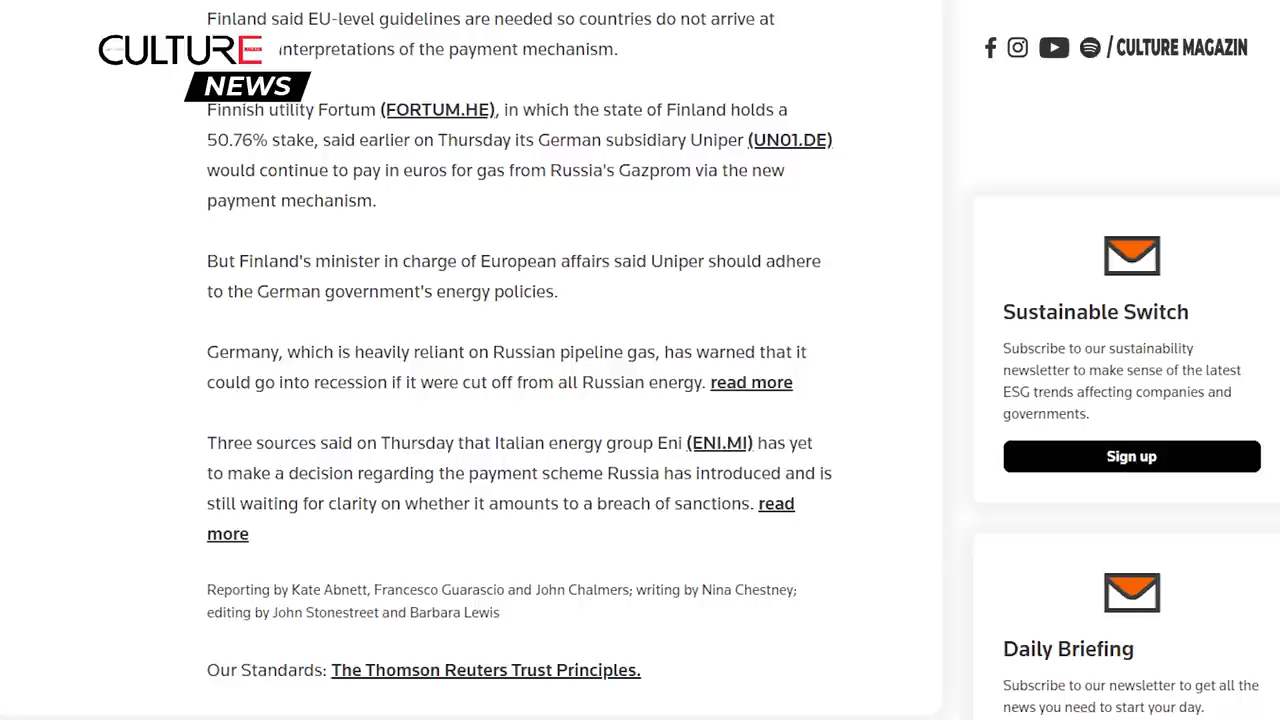 Finland said EU-level guidelines are needed so countries do not arrive at
interpretations of the payment mechanism.
CULTURE
NEWS
/ CULTURE MAGAZIN
Finnish utility Fortum (FORTUM.HE), in which the state of Finland holds a
50.76% stake, said earlier on Thursday its German subsidiary Uniper (UN01.DE)
would continue to pay in euros for gas from Russia's Gazprom via the new
payment mechanism.
But Finland's minister in charge of European affairs said Uniper should adhere
to the German government's energy policies.
Germany, which is heavily reliant on Russian pipeline gas, has warned that it
could go into recession if it were cut off from all Russian energy. read more
Three sources said on Thursday that Italian energy group Eni (ENI.MI) has yet
to make a decision regarding the payment scheme Russia has introduced and is
still waiting for clarity on whether it amounts to a breach of sanctions. read
more
Reporting by Kate Abnett, Francesco Guarascio and John Chalmers; writing by Nina Chestney;
editing by John Stonestreet and Barbara Lewis
Our Standards: The Thomson Reuters Trust Principles.
Sustainable Switch
Subscribe to our sustainability
newsletter to make sense of the latest
ESG trends affecting companies and
governments.
Sign up
Daily Briefing
Subscribe to our newsletter to get all the
news you need to start your day.